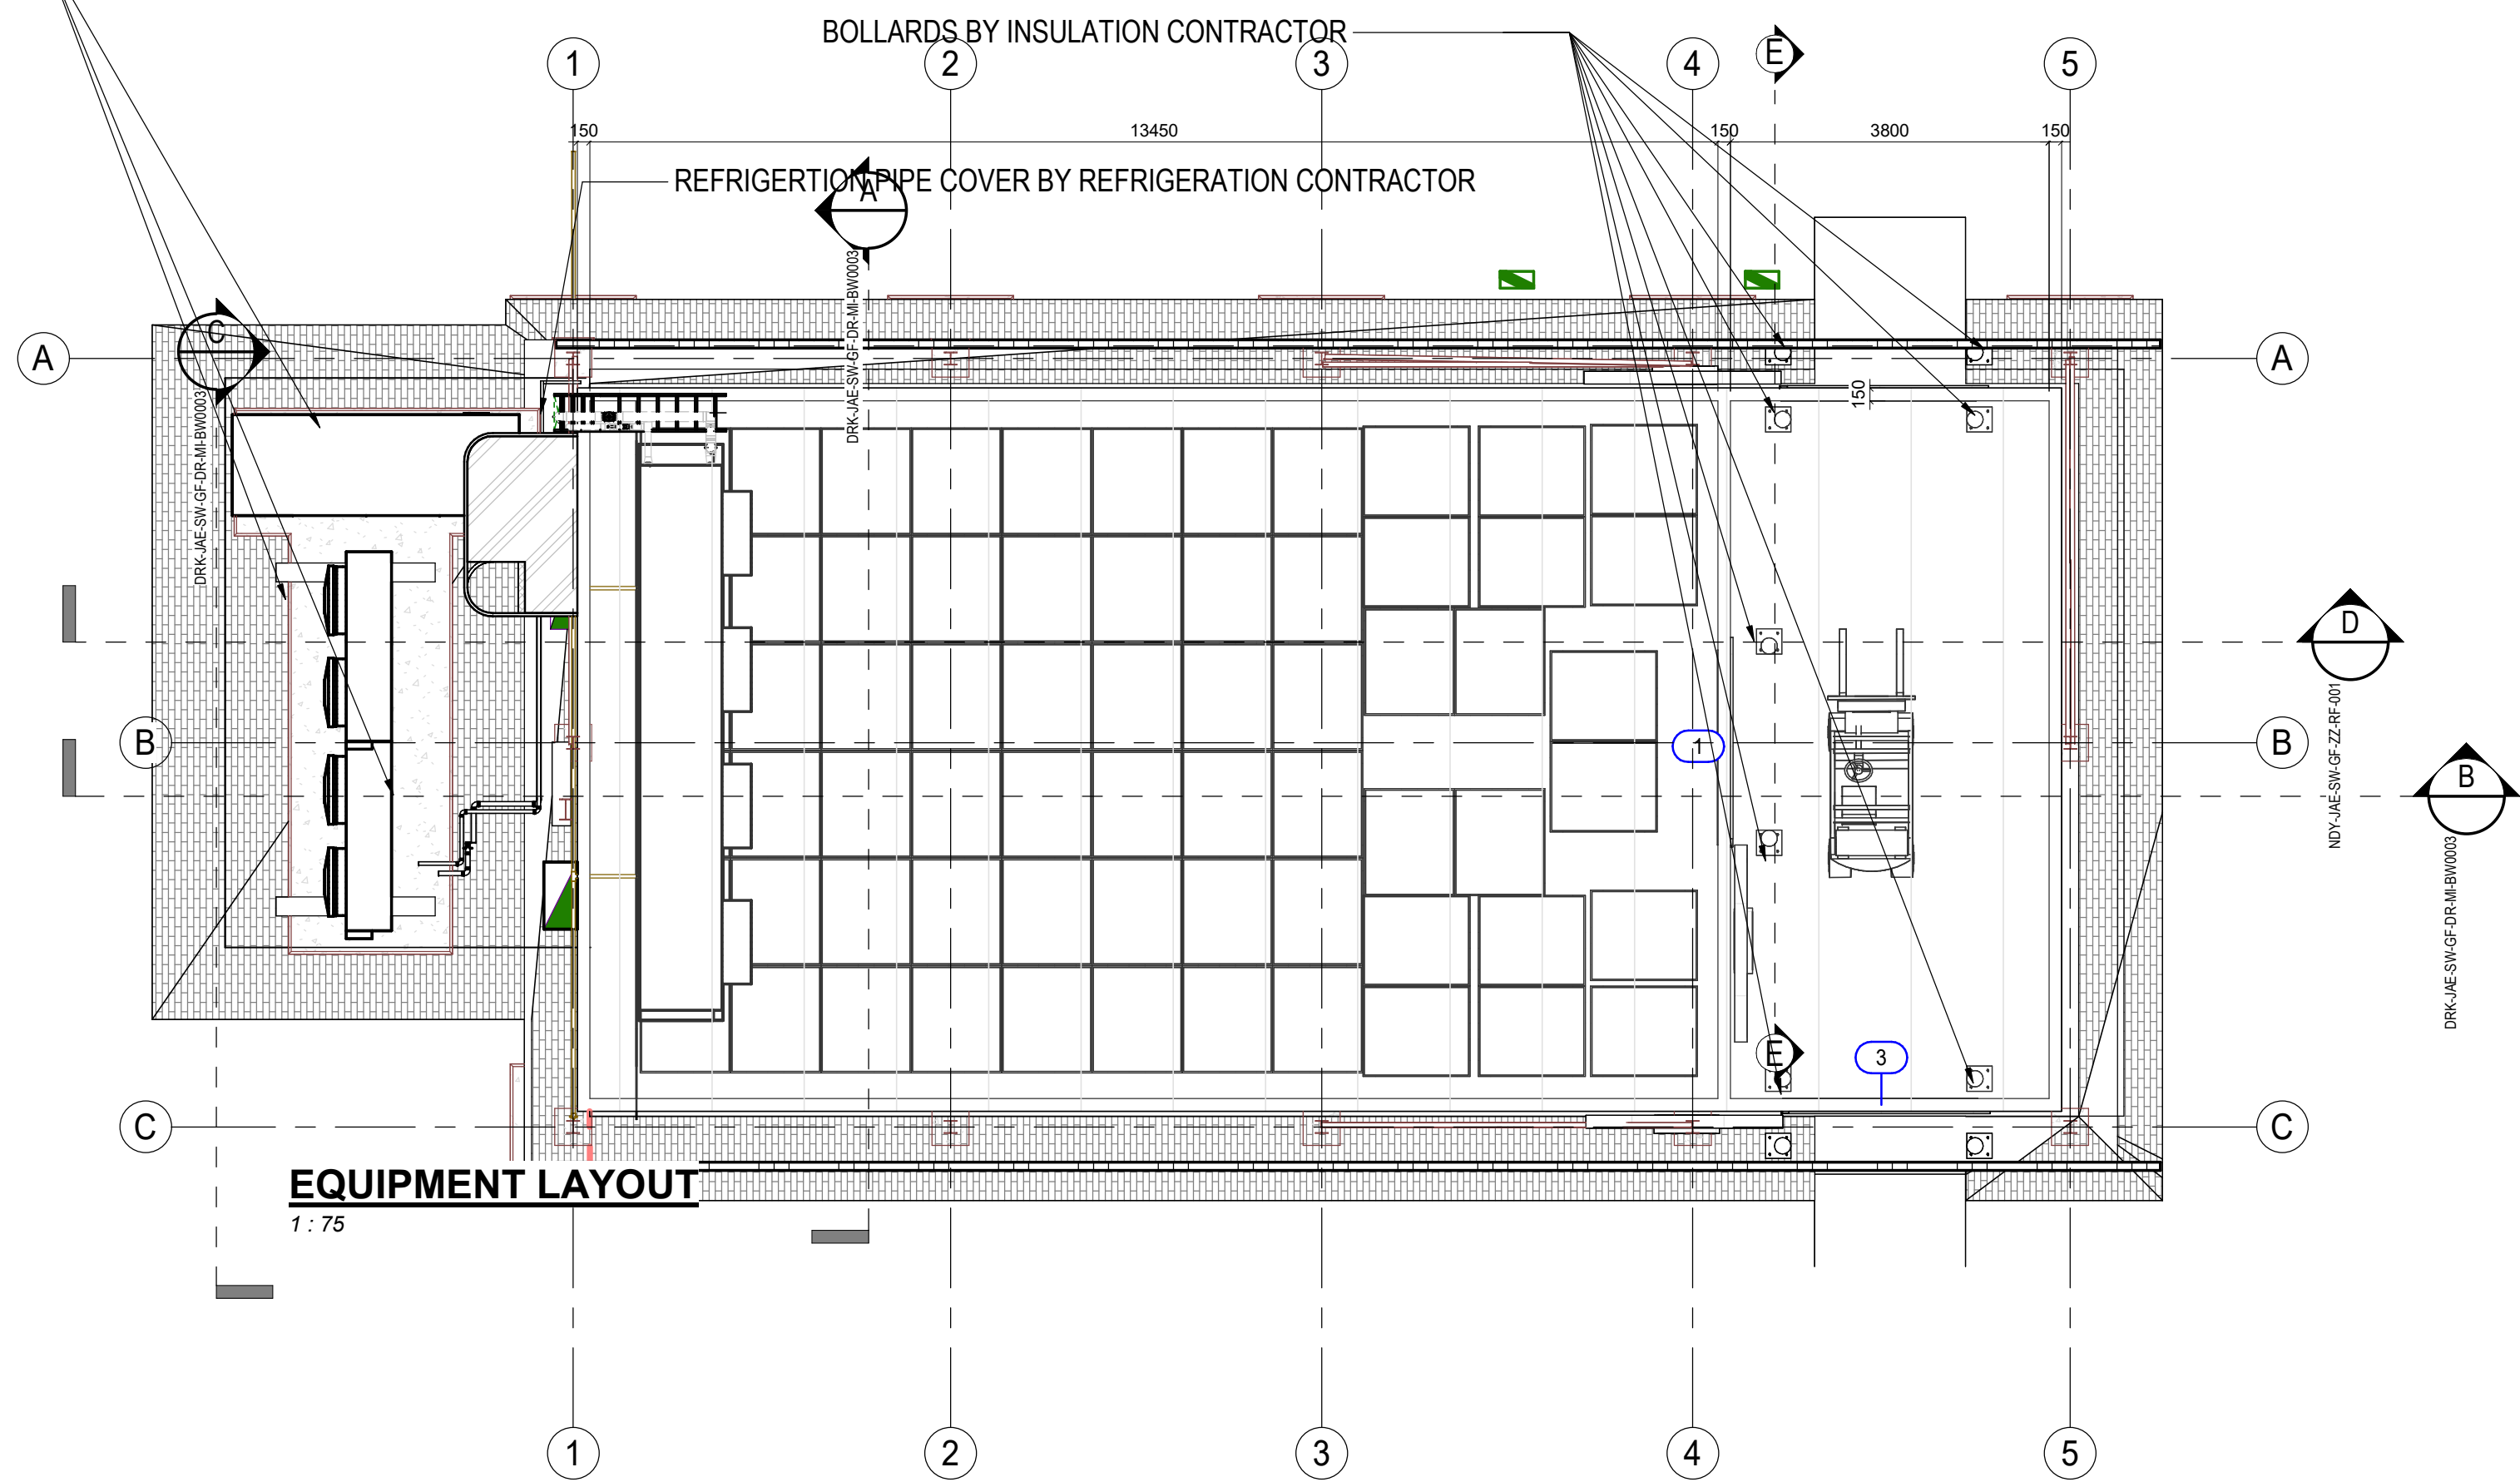 BOLLARDS BY INSULATION CONTRACTOR
E
1
2
3
4
5
150
13450
150
3800
150
REFRIGERTION PIPE COVER BY REFRIGERATION CONTRACTOR
A
DRK-JAE-SW-GF-DR-MI-BW0003
C
DRK-JAE-SW-GF-DR-MI-BW0003
A
A
150
D
NDY-JAE-SW-GF-ZZ-RF-001
B
1
B
B
DRK-JAE-SW-GF-DR-MI-BW0003
E
3
C
C
EQUIPMENT LAYOUT
1 : 75
1
2
3
4
5